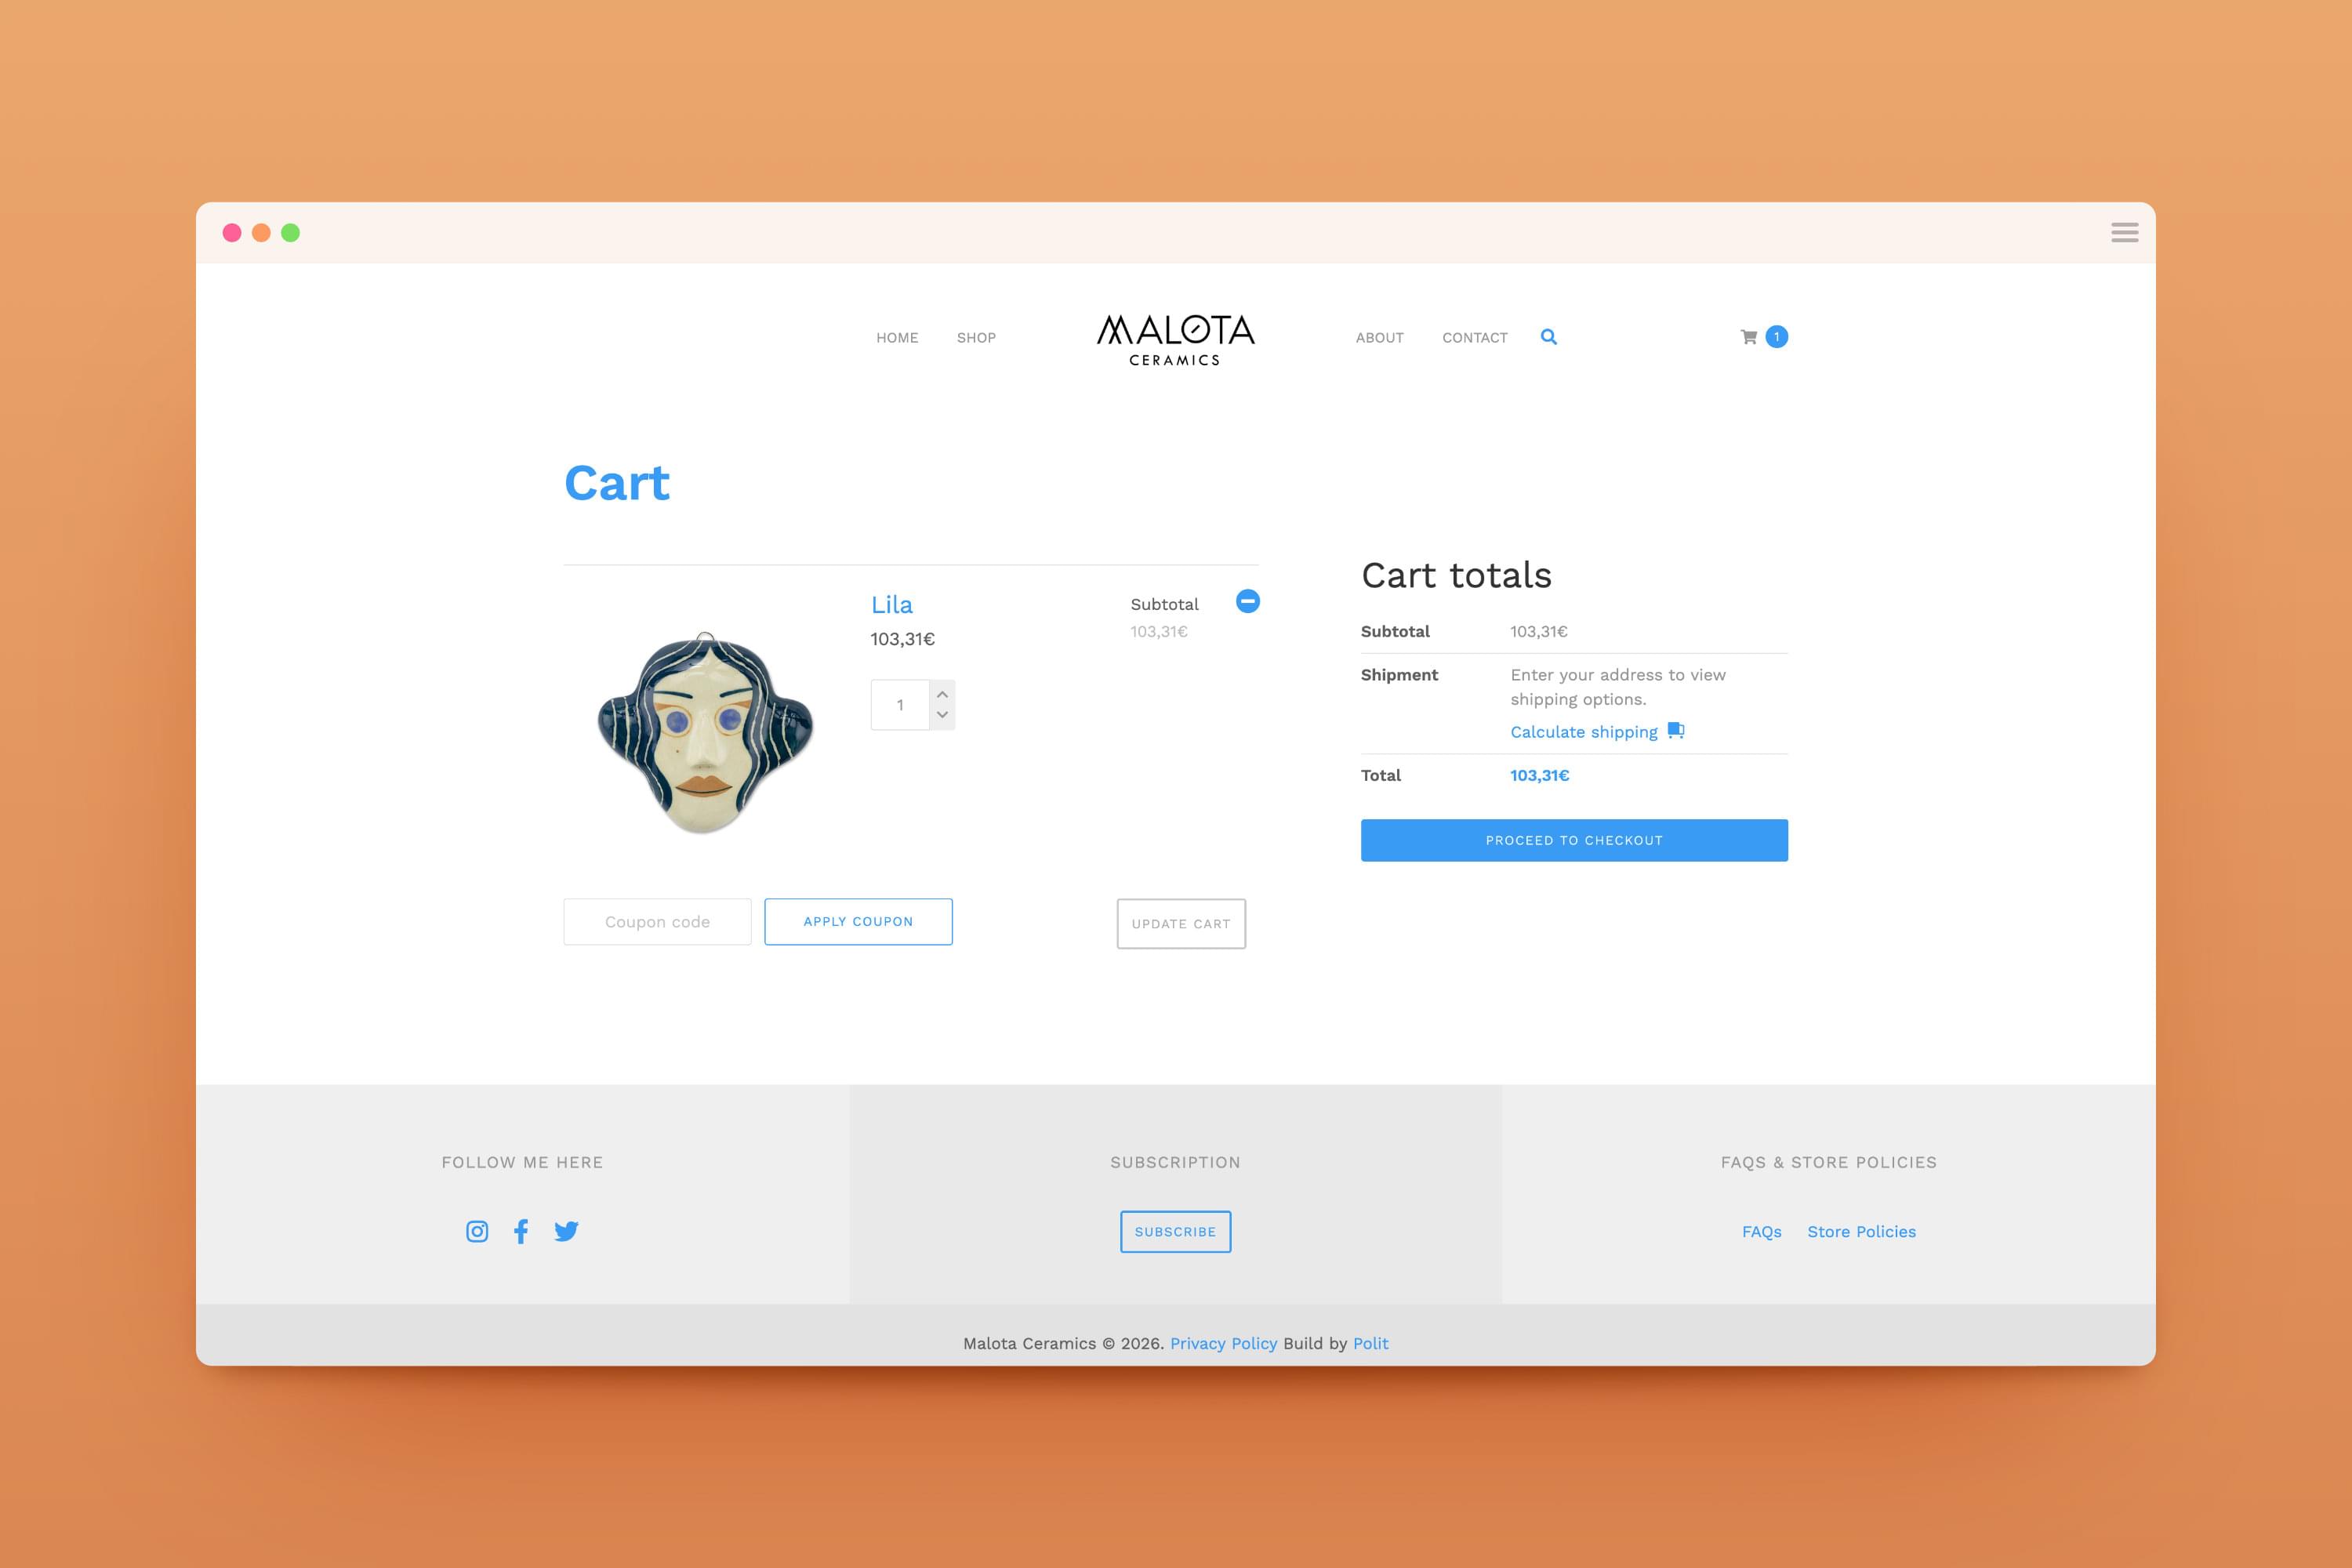 HOME
SHOP
MALOTA
CERAMICS
ABOUT
CONTACT
1
Cart
Lila
103,31€
1
Subtotal
103,31€
Coupon code
APPLY COUPON
UPDATE CART
Cart totals
Subtotal 103,31€
Shipment Enter your address to view
shipping options.
Calculate shipping
Total 103,31€
PROCEED TO CHECKOUT
FOLLOW ME HERE
SUBSCRIPTION
SUBSCRIBE
FAQS & STORE POLICIES
FAQs Store Policies
Malota Ceramics © 2026. Privacy Policy Build by Polit